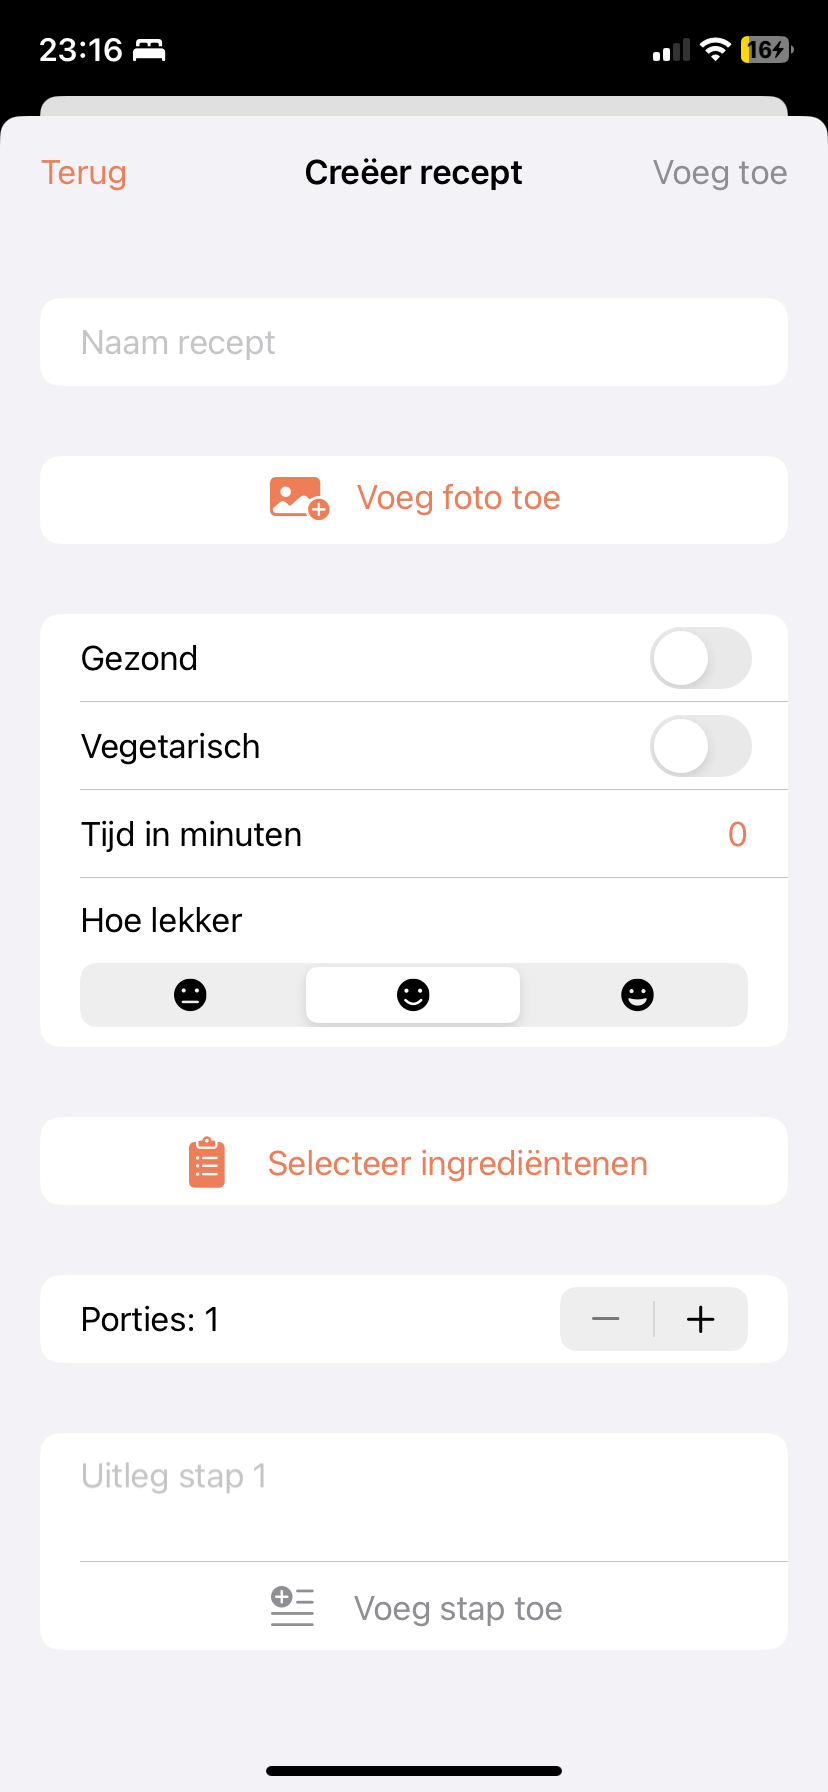 23:16
16
Terug Creëer recept Voeg toe
Naam recept
Voeg foto toe
Gezond
Vegetarisch
Tijd in minuten 0
Hoe lekker
Selecteer ingrediëntenen
Porties: 1
Uitleg stap 1
Voeg stap toe